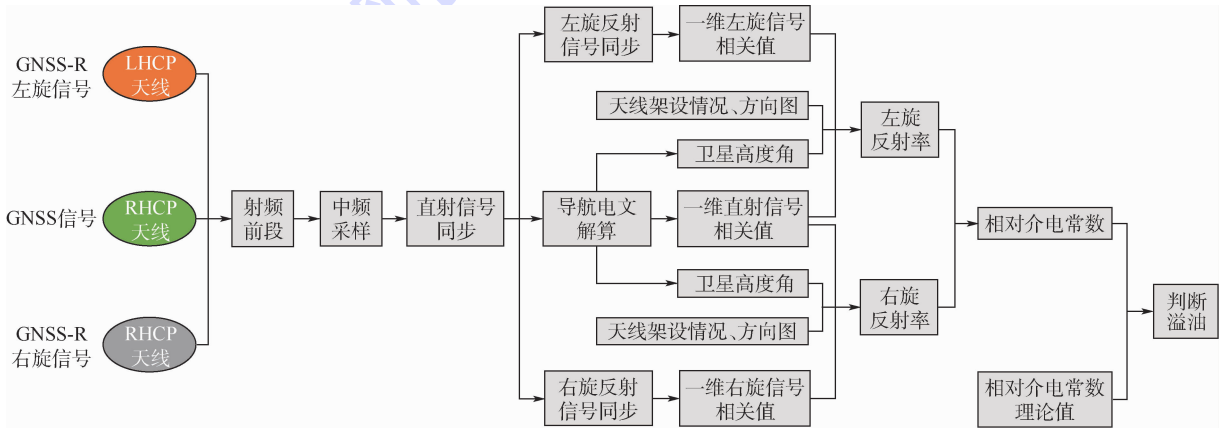 GNSS-R
左旋信号
LHCP
天线
GNSS信号
RHCP
天线
GNSS-R
右旋信号
RHCP
天线
射频
前段
中频
采样
直射信号
同步
左旋反射
信号同步
一维左旋信号
相关值
天线架设情况、方向图
卫星高度角
导航电文
解算
一维直射信号
相关值
卫星高度角
天线架设情况、方向图
右旋反射
信号同步
一维右旋信号
相关值
左旋
反射率
右旋
反射率
相对介电常数
相对介电常数
理论值
判断
溢油